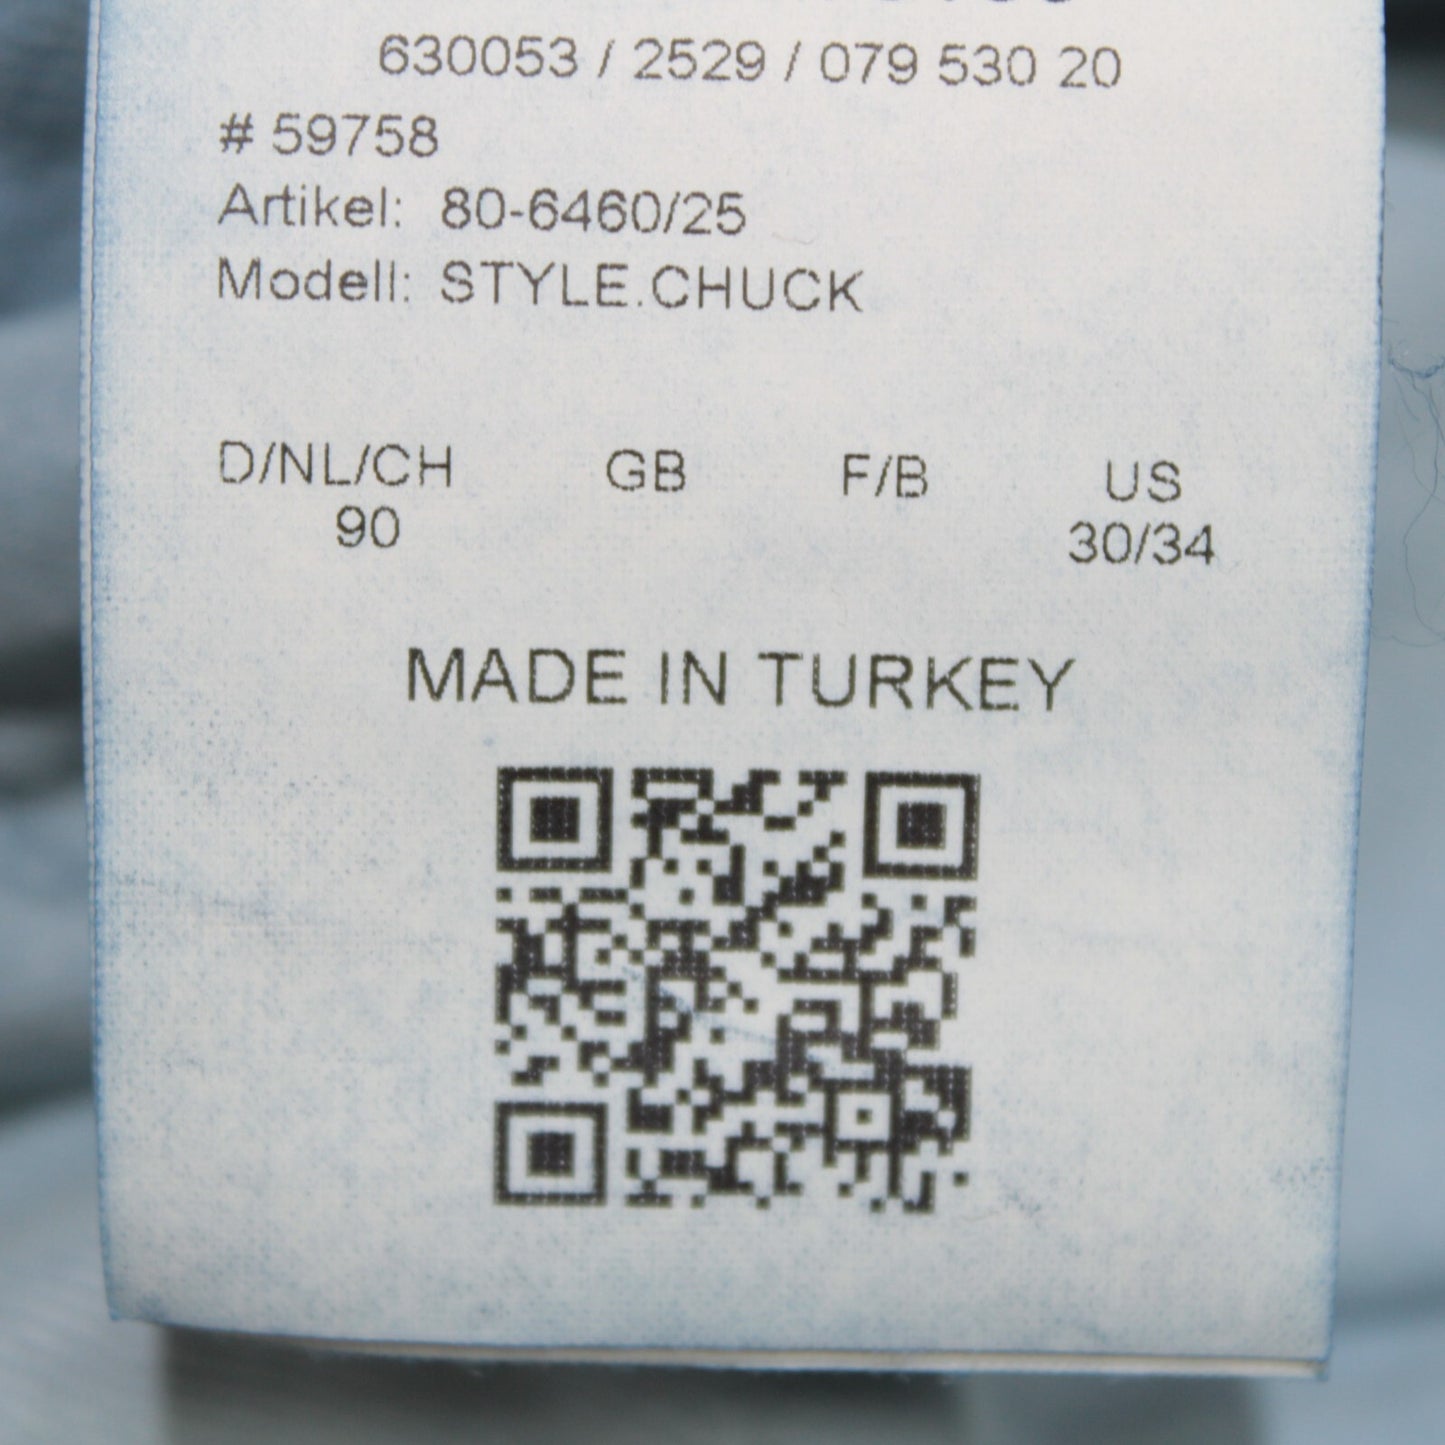 630053 / 2529 / 079 530 20
# 59758
Artikel: 80-6460/25
Modell: STYLE.CHUCK
D/NL/CH GB F/B US
90 30/34
MADE IN TURKEY